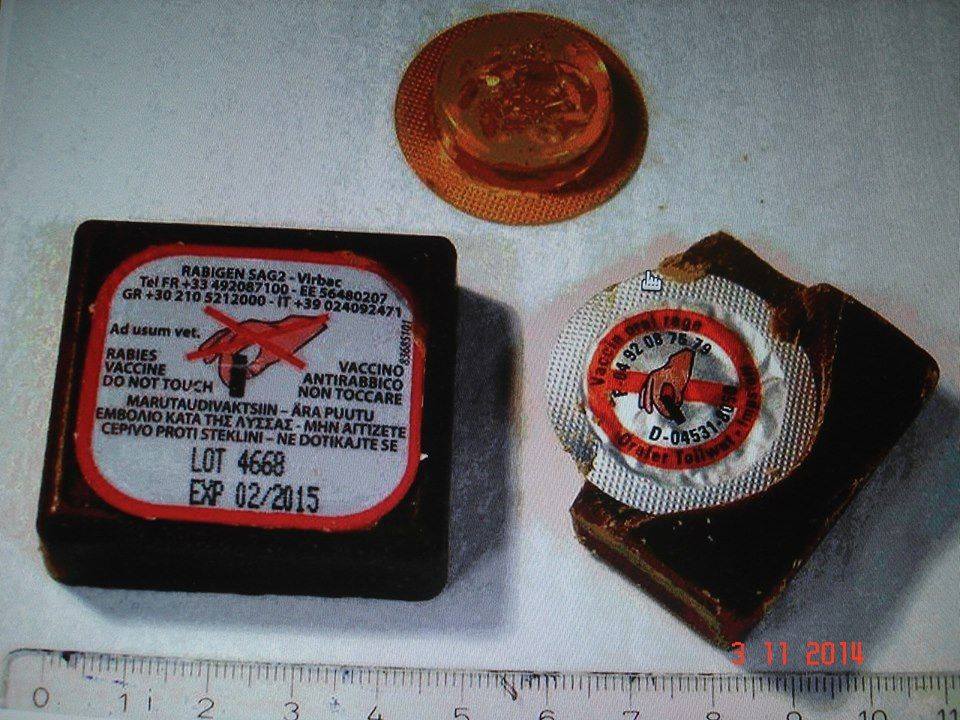 RABIGEN SAG2 - Virbac
Tel FR +33 492087100 - EE 56480207
GR +30 210 5212000 - IT +39 024092471
Ad usum vet.
RABIES
VACCINE
DO NOT TOUCH
VACCINO
ANTIRABBICO
NON TOCCARE
MARUTAUDIVAKTSIIN – ÄRA PUUTU
ΕΜΒΟΛΙΟ ΚΑΤΑ ΤΗΣ ΛΥΣΣΑΣ - ΜΗΝ ΑΓΓΙΖΕΤΕ
CEPIVO PROTI STEKLINI – NE DOTIKAJTE SE
LOT 4668
EXP 02/2015
Vaccin oral rage
T-04 92 08 75 79
D-04531-
Oraler Tollwut -
3 11 2014
0 1 2 3 4 5 6 7 8 9 10 11